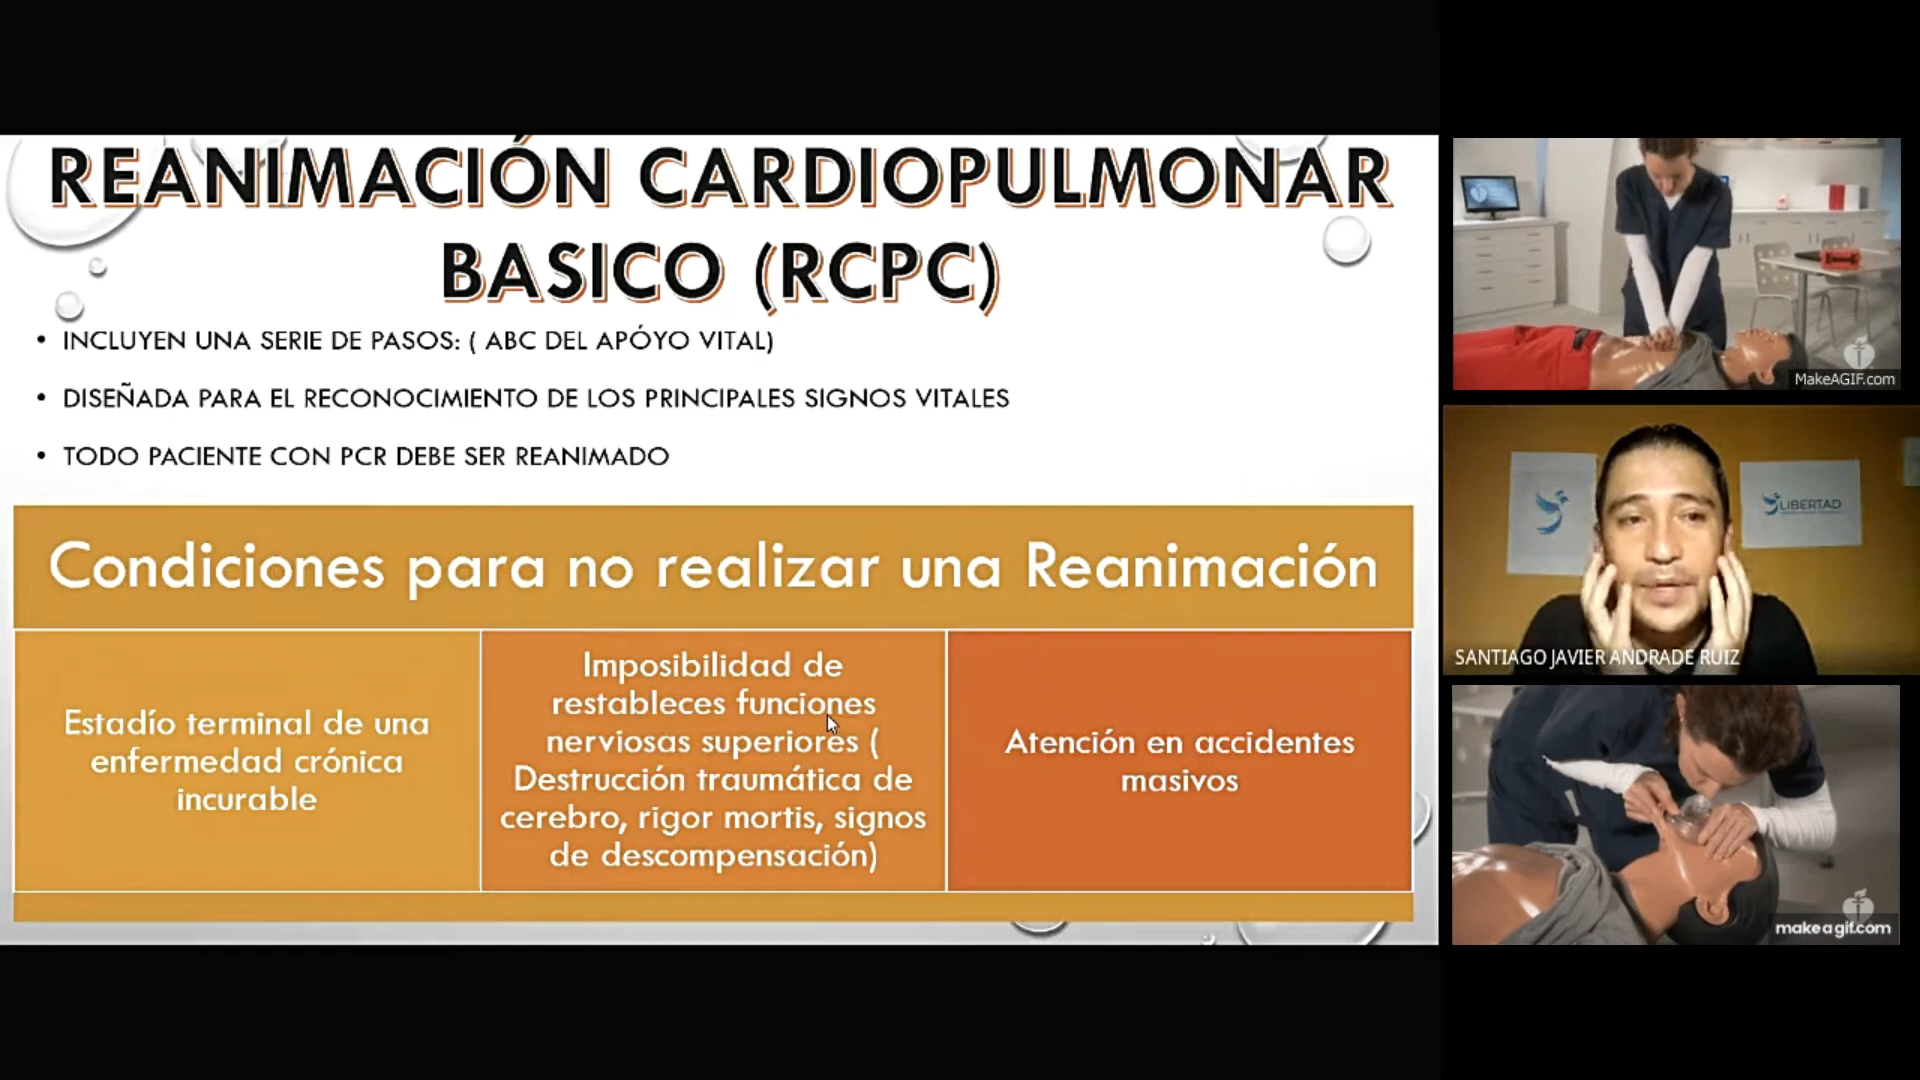 REANIMACIÓN CARDIOPULMONAR
BASICO (RCPC)
• INCLUYEN UNA SERIE DE PASOS: ( ABC DEL APÓYO VITAL)
• DISEÑADA PARA EL RECONOCIMIENTO DE LOS PRINCIPALES SIGNOS VITALES
• TODO PACIENTE CON PCR DEBE SER REANIMADO
Condiciones para no realizar una Reanimación
Estadío terminal de una
enfermedad crónica
incurable
Imposibilidad de
restableces funciones
nerviosas superiores (
Destrucción traumática de
cerebro, rigor mortis, signos
de descompensación)
Atención en accidentes
masivos
MakeAGIF.com
LIBERTAD
SANTIAGO JAVIER ANDRADE RUIZ
makeagif.com